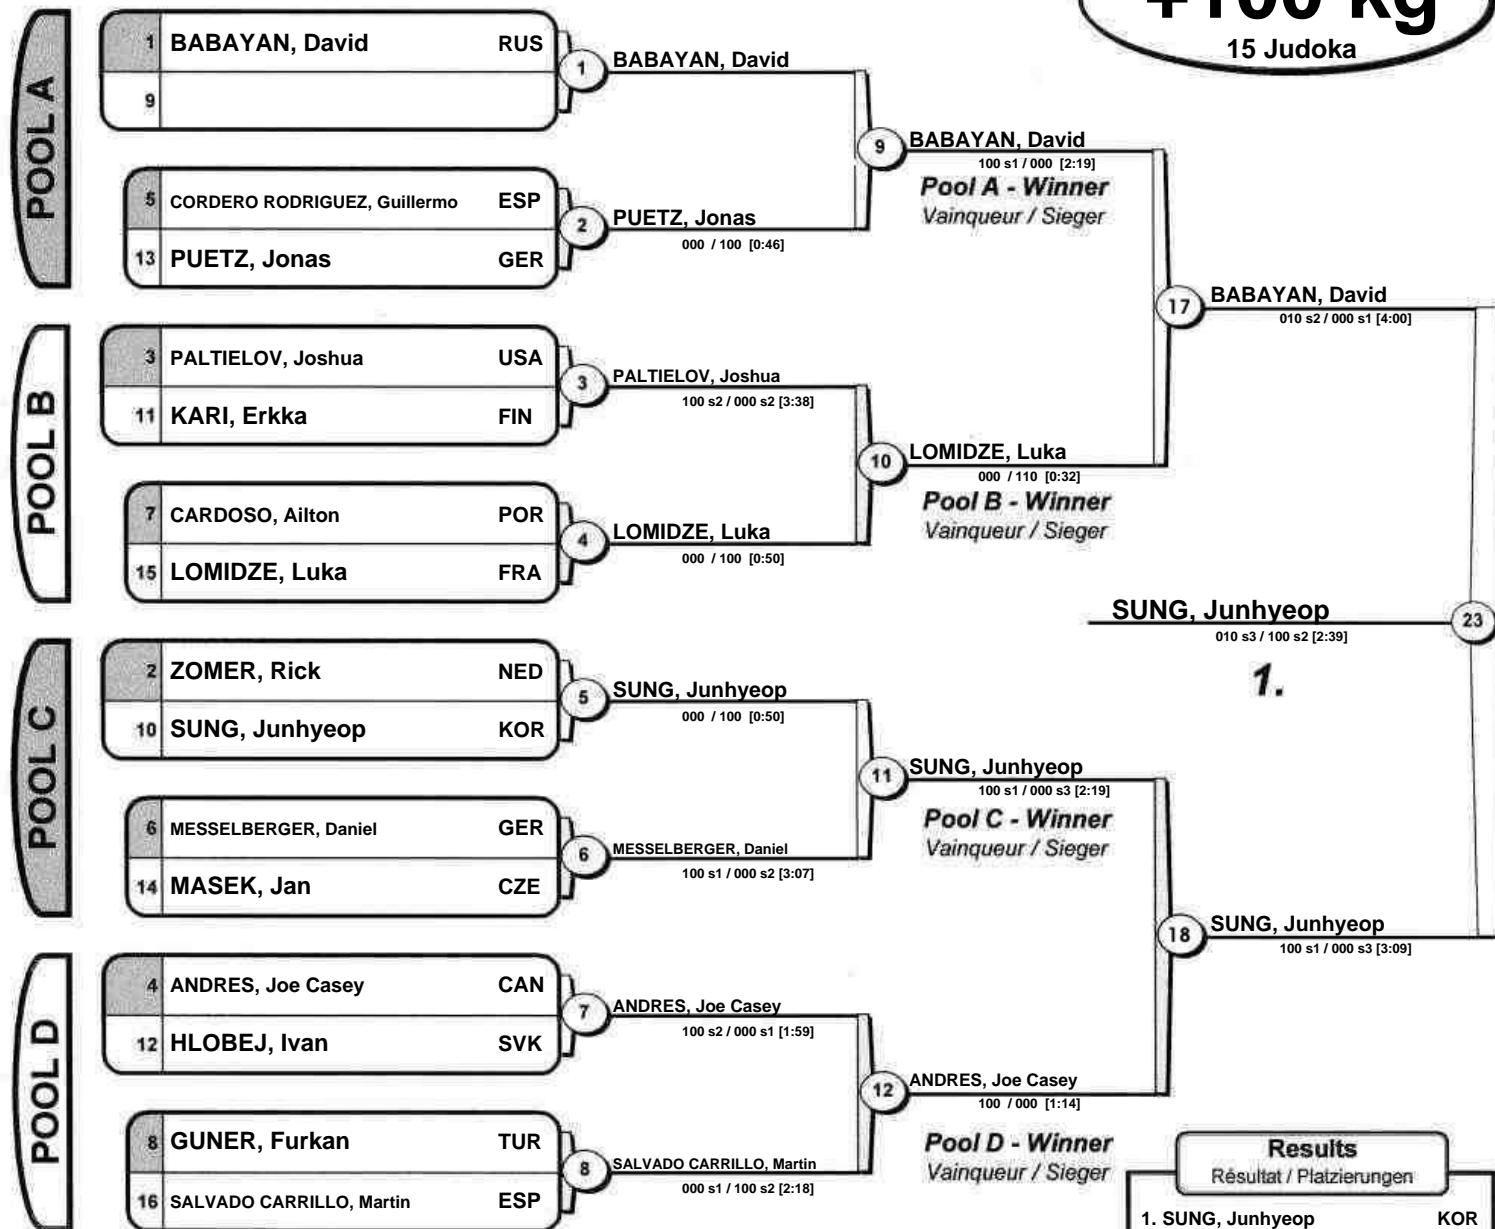 +100 kg
15 Judoka
POOL A
1 BABAYAN, David RUS
9
1
BABAYAN, David
5 CORDERO RODRIGUEZ, Guillermo ESP
13 PUETZ, Jonas GER
2
PUETZ, Jonas
000 / 100 [0:46]
9
BABAYAN, David
100 s1 / 000 [2:19]
Pool A - Winner
Vainqueur / Sieger
POOL B
3 PALTIELOV, Joshua USA
11 KARI, Erkka FIN
3
PALTIELOV, Joshua
100 s2 / 000 s2 [3:38]
7 CARDOSO, Ailton POR
15 LOMIDZE, Luka FRA
4
LOMIDZE, Luka
000 / 100 [0:50]
10
LOMIDZE, Luka
000 / 110 [0:32]
Pool B - Winner
Vainqueur / Sieger
17
BABAYAN, David
010 s2 / 000 s1 [4:00]
SUNG, Junhyeop
23
010 s3 / 100 s2 [2:39]
1.
POOL C
2 ZOMER, Rick NED
10 SUNG, Junhyeop KOR
5
SUNG, Junhyeop
000 / 100 [0:50]
6 MESSELBERGER, Daniel GER
14 MASEK, Jan CZE
6
MESSELBERGER, Daniel
100 s1 / 000 s2 [3:07]
11
SUNG, Junhyeop
100 s1 / 000 s3 [2:19]
Pool C - Winner
Vainqueur / Sieger
POOL D
4 ANDRES, Joe Casey CAN
12 HLOBEJ, Ivan SVK
7
ANDRES, Joe Casey
100 s2 / 000 s1 [1:59]
8 GUNER, Furkan TUR
16 SALVADO CARRILLO, Martin ESP
8
SALVADO CARRILLO, Martin
000 s1 / 100 s2 [2:18]
12
ANDRES, Joe Casey
100 / 000 [1:14]
Pool D - Winner
Vainqueur / Sieger
18
SUNG, Junhyeop
100 s1 / 000 s3 [3:09]
Results
Résultat / Platzierungen
1. SUNG, Junhyeop KOR